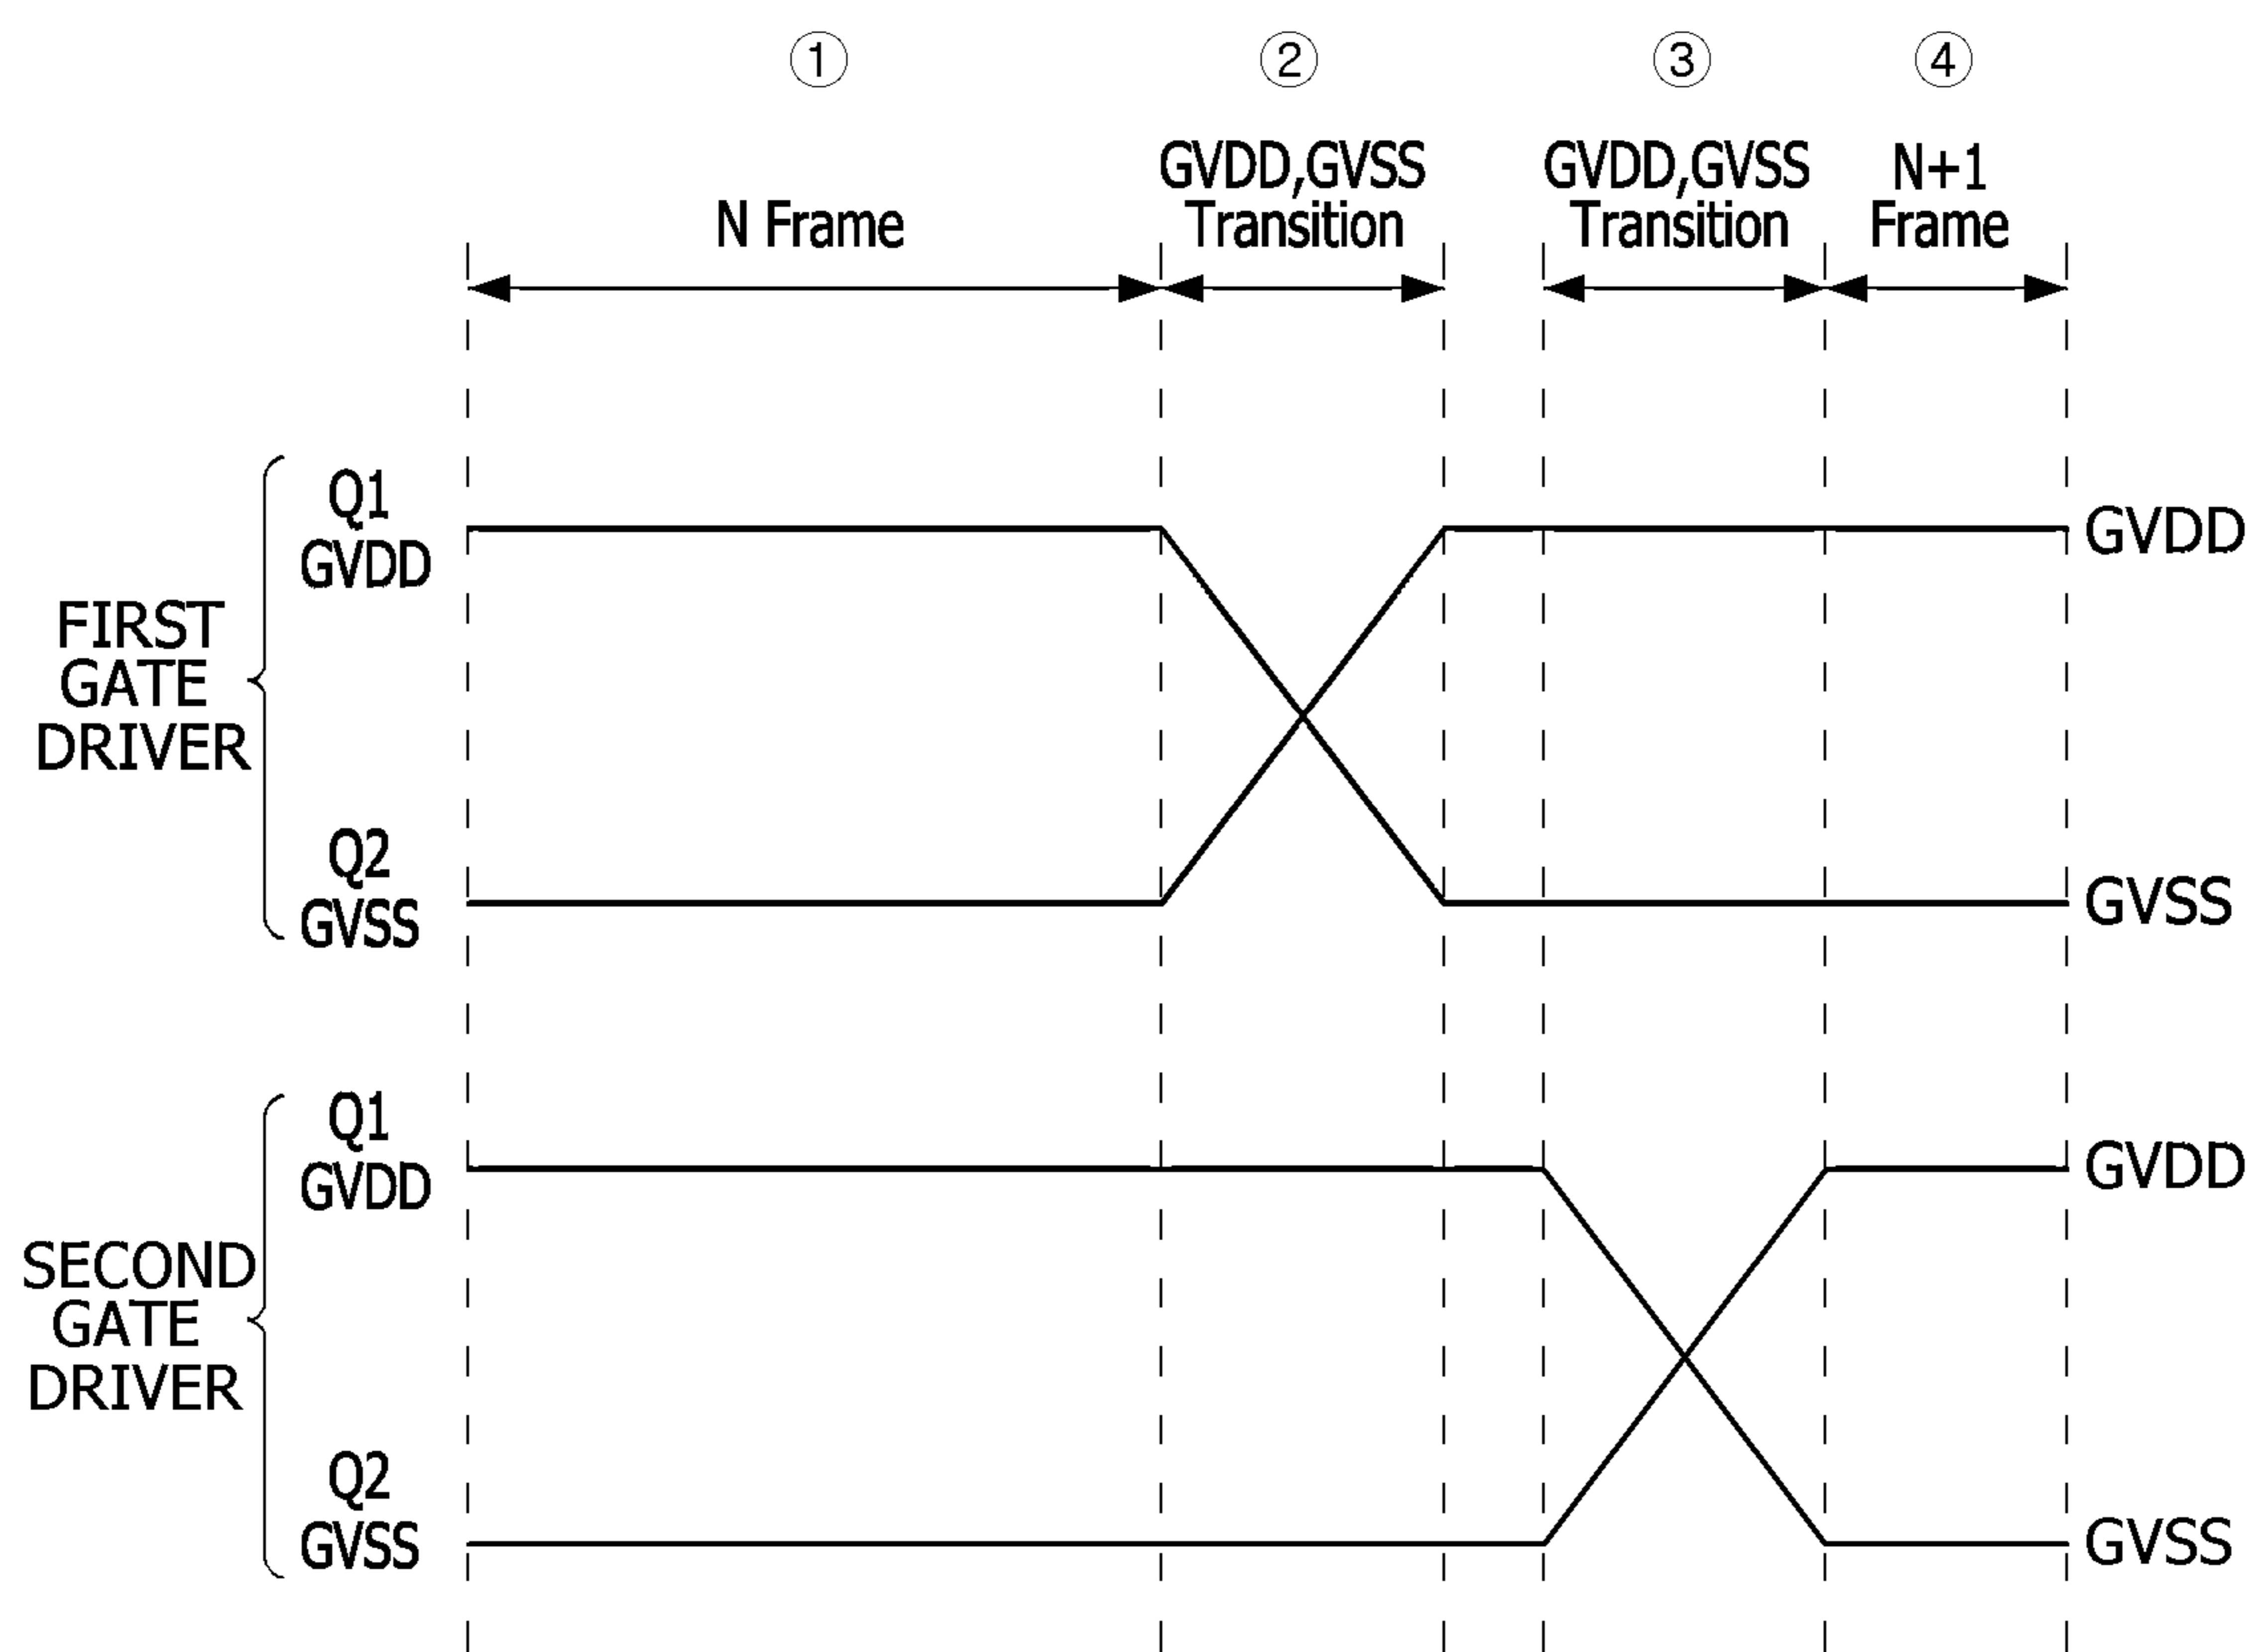 ① ② ③ ④
GVDD,GVSS GVDD,GVSS N+1
N Frame Transition Transition Frame
Q1
GVDD
GVDD
FIRST
GATE
DRIVER
Q2
GVSS
GVSS
Q1
GVDD
GVDD
SECOND
GATE
DRIVER
Q2
GVSS
GVSS